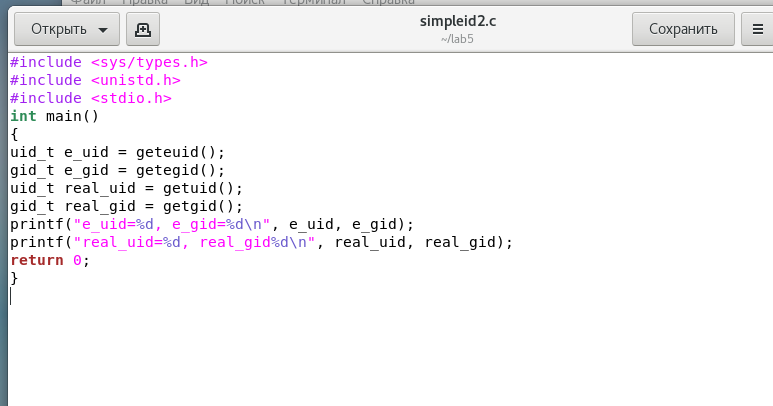 Файл Правка Вид Поиск Терминал Справка
Открыть
simpleid2.c
~/lab5
Сохранить
#include <sys/types.h>
#include <unistd.h>
#include <stdio.h>
int main()
{
uid_t e_uid = geteuid();
gid_t e_gid = getegid();
uid_t real_uid = getuid();
gid_t real_gid = getgid();
printf("e_uid=%d, e_gid=%d\n", e_uid, e_gid);
printf("real_uid=%d, real_gid%d\n", real_uid, real_gid);
return 0;
}